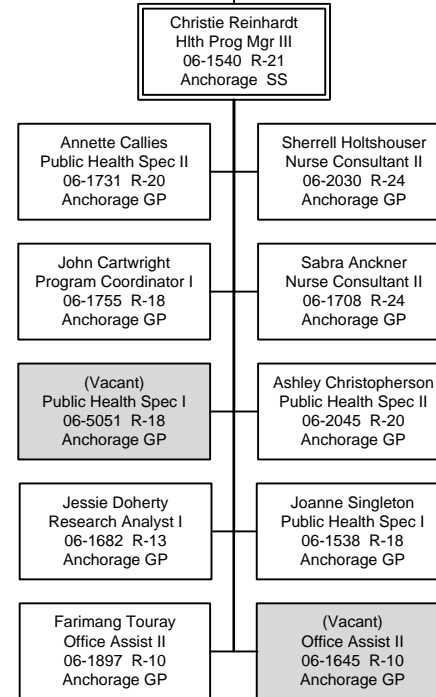 Christie Reinhardt
Hlth Prog Mgr III
06-1540 R-21
Anchorage SS
Annette Callies
Public Health Spec II
06-1731 R-20
Anchorage GP
Sherrell Holtshouser
Nurse Consultant II
06-2030 R-24
Anchorage GP
John Cartwright
Program Coordinator I
06-1755 R-18
Anchorage GP
Sabra Anckner
Nurse Consultant II
06-1708 R-24
Anchorage GP
(Vacant)
Public Health Spec I
06-5051 R-18
Anchorage GP
Ashley Christopherson
Public Health Spec II
06-2045 R-20
Anchorage GP
Jessie Doherty
Research Analyst I
06-1682 R-13
Anchorage GP
Joanne Singleton
Public Health Spec I
06-1538 R-18
Anchorage GP
Farimang Touray
Office Assist II
06-1897 R-10
Anchorage GP
(Vacant)
Office Assist II
06-1645 R-10
Anchorage GP